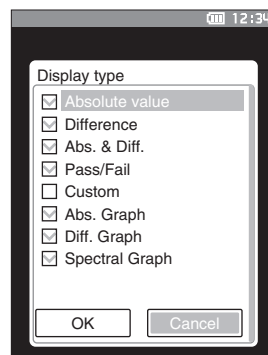 12:34
Display type
Absolute value
Difference
Abs. & Diff.
Pass/Fail
Custom
Abs. Graph
Diff. Graph
Spectral Graph
OK Cancel